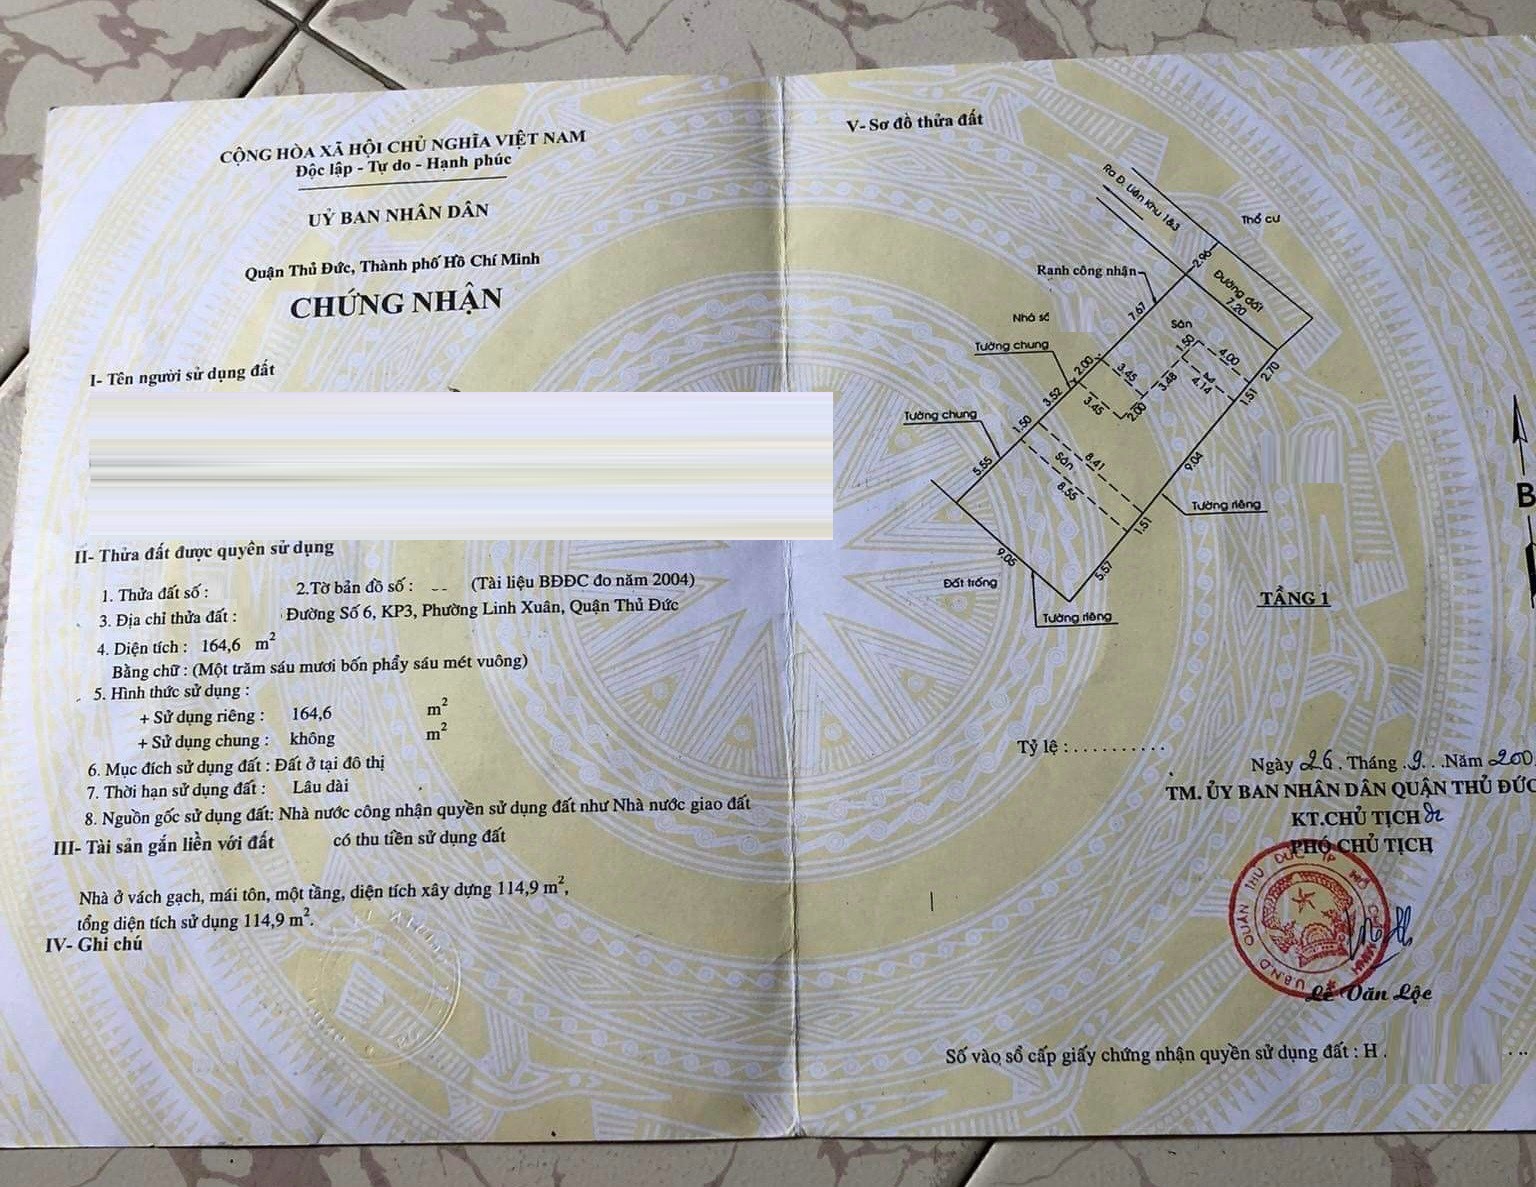 CỘNG HÒA XÃ HỘI CHỦ NGHĨA VIỆT NAM
Độc lập - Tự do - Hạnh phúc
UỶ BAN NHÂN DÂN
Quận Thủ Đức, Thành phố Hồ Chí Minh
CHỨNG NHẬN
I- Tên người sử dụng đất
II- Thửa đất được quyền sử dụng
1. Thửa đất số : 2.Tờ bản đồ số : (Tài liệu BĐĐC đo năm 2004)
3. Địa chỉ thửa đất : Đường Số 6, KP3, Phường Linh Xuân, Quận Thủ Đức
4. Diện tích : 164,6 m²
Bằng chữ : (Một trăm sáu mươi bốn phẩy sáu mét vuông)
5. Hình thức sử dụng :
+ Sử dụng riêng : 164,6 m²
+ Sử dụng chung : không m²
6. Mục đích sử dụng đất : Đất ở tại đô thị
7. Thời hạn sử dụng đất : Lâu dài
8. Nguồn gốc sử dụng đất: Nhà nước công nhận quyền sử dụng đất như Nhà nước giao đất
III- Tài sản gắn liền với đất có thu tiền sử dụng đất
Nhà ở vách gạch, mái tôn, một tầng, diện tích xây dựng 114,9 m²,
tổng diện tích sử dụng 114,9 m².
IV- Ghi chú
V- Sơ đồ thửa đất
Ra Đ. Liên Khu 1&3
Thổ cư
2.96
Ranh công nhận
Đường đất
7.20
7.67
Nhà số
Sân
1.50
4.00
Tường chung
2.00
3.45
3.48
4.14
2.70
1.51
3.52
3.45
2.00
Tường chung
1.50
8.41
Sân
9.04
5.55
8.55
Tường riêng
1.51
9.05
5.57
Đất trống
Tường riêng
TẦNG 1
B
Tỷ lệ : . . . . . . . . . .
Ngày 26 . Tháng . 9 . . .Năm 200
TM. ỦY BAN NHÂN DÂN QUẬN THỦ ĐỨC
KT.CHỦ TỊCH
PHÓ CHỦ TỊCH
U.B.N.D QUẬN THỦ ĐỨC TP HỒ CHÍ MINH
Lê Văn Lộc
Số vào sổ cấp giấy chứng nhận quyền sử dụng đất : H .